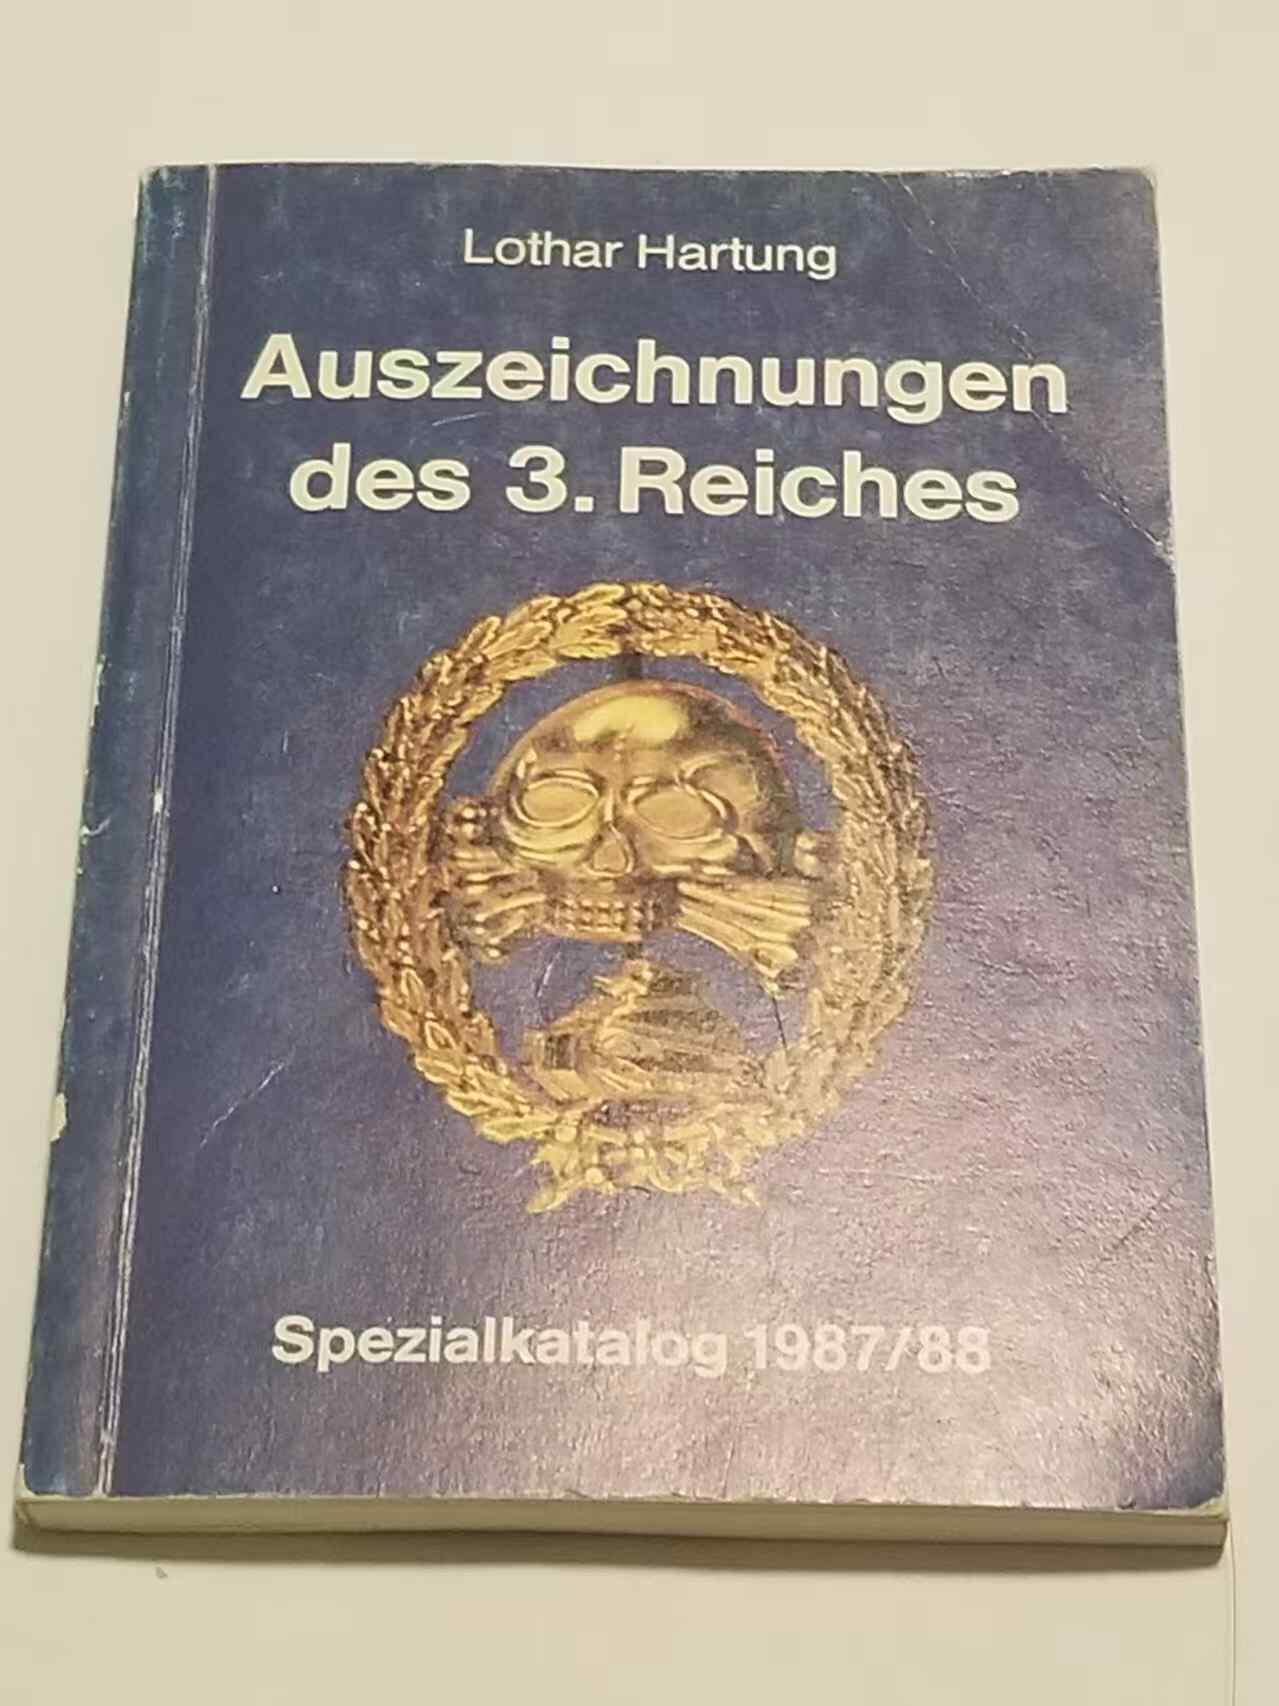 Lothar Hartung
Auszeichnungen
des 3. Reiches
Spezialkatalog 1987/88